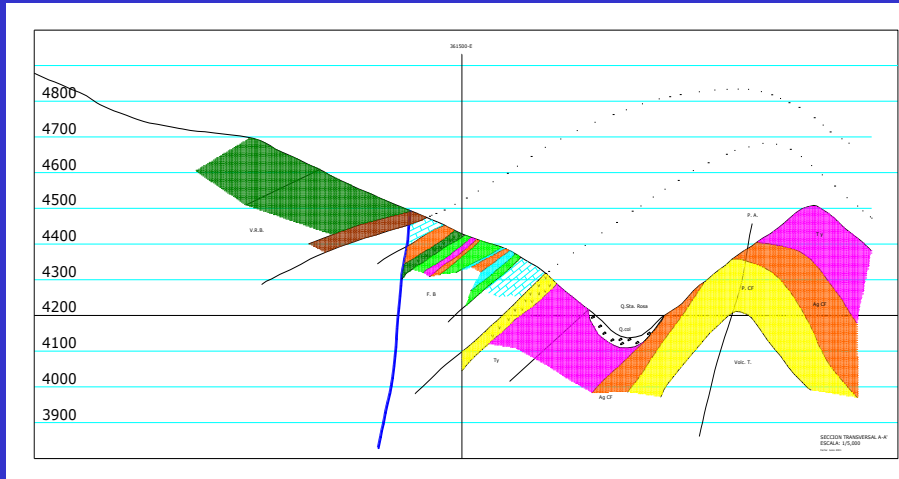 361500-E
4800
4700
4600
4500
4400
4300
4200
4100
4000
3900
V.R.B.
F. B
Ty
Q.Sta. Rosa
Q.col
Ag CF
P. A.
T y
P. CF
Ag CF
Volc. T.
SECCION TRANSVERSAL A-A'
ESCALA: 1/5,000